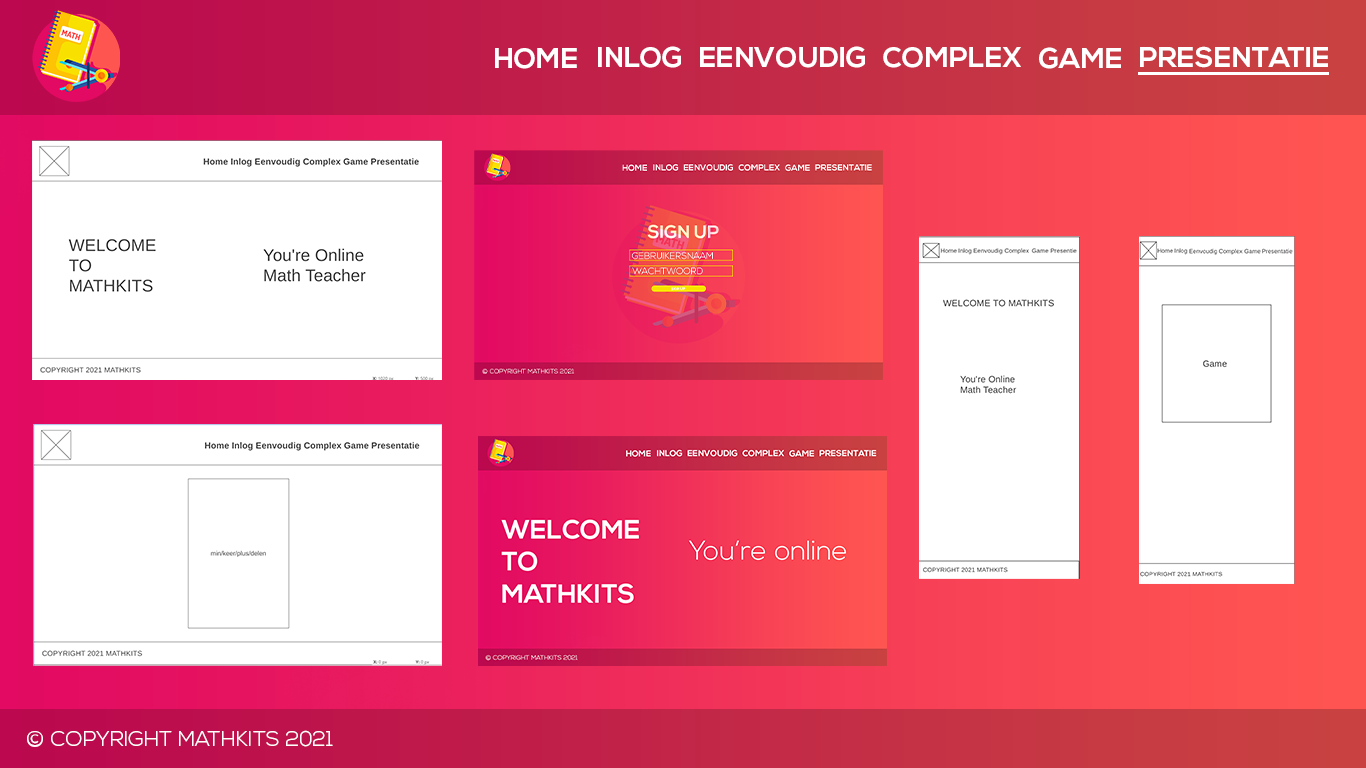 MATH
HOME INLOG EENVOUDIG COMPLEX GAME PRESENTATIE
Home Inlog Eenvoudig Complex Game Presentatie
WELCOME
TO
MATHKITS
You're Online
Math Teacher
COPYRIGHT 2021 MATHKITS
HOME INLOG EENVOUDIG COMPLEX GAME PRESENTATIE
MATH
SIGN UP
GEBRUIKERSNAAM
WACHTWOORD
SIGN UP
© COPYRIGHT MATHKITS 2021
Home Inlog Eenvoudig Complex Game Presentatie
WELCOME TO MATHKITS
You're Online
Math Teacher
COPYRIGHT 2021 MATHKITS
Home Inlog Eenvoudig Complex Game Presentatie
Game
COPYRIGHT 2021 MATHKITS
Home Inlog Eenvoudig Complex Game Presentatie
min/keer/plus/delen
COPYRIGHT 2021 MATHKITS
HOME INLOG EENVOUDIG COMPLEX GAME PRESENTATIE
WELCOME
TO
MATHKITS
You're online
© COPYRIGHT MATHKITS 2021
© COPYRIGHT MATHKITS 2021